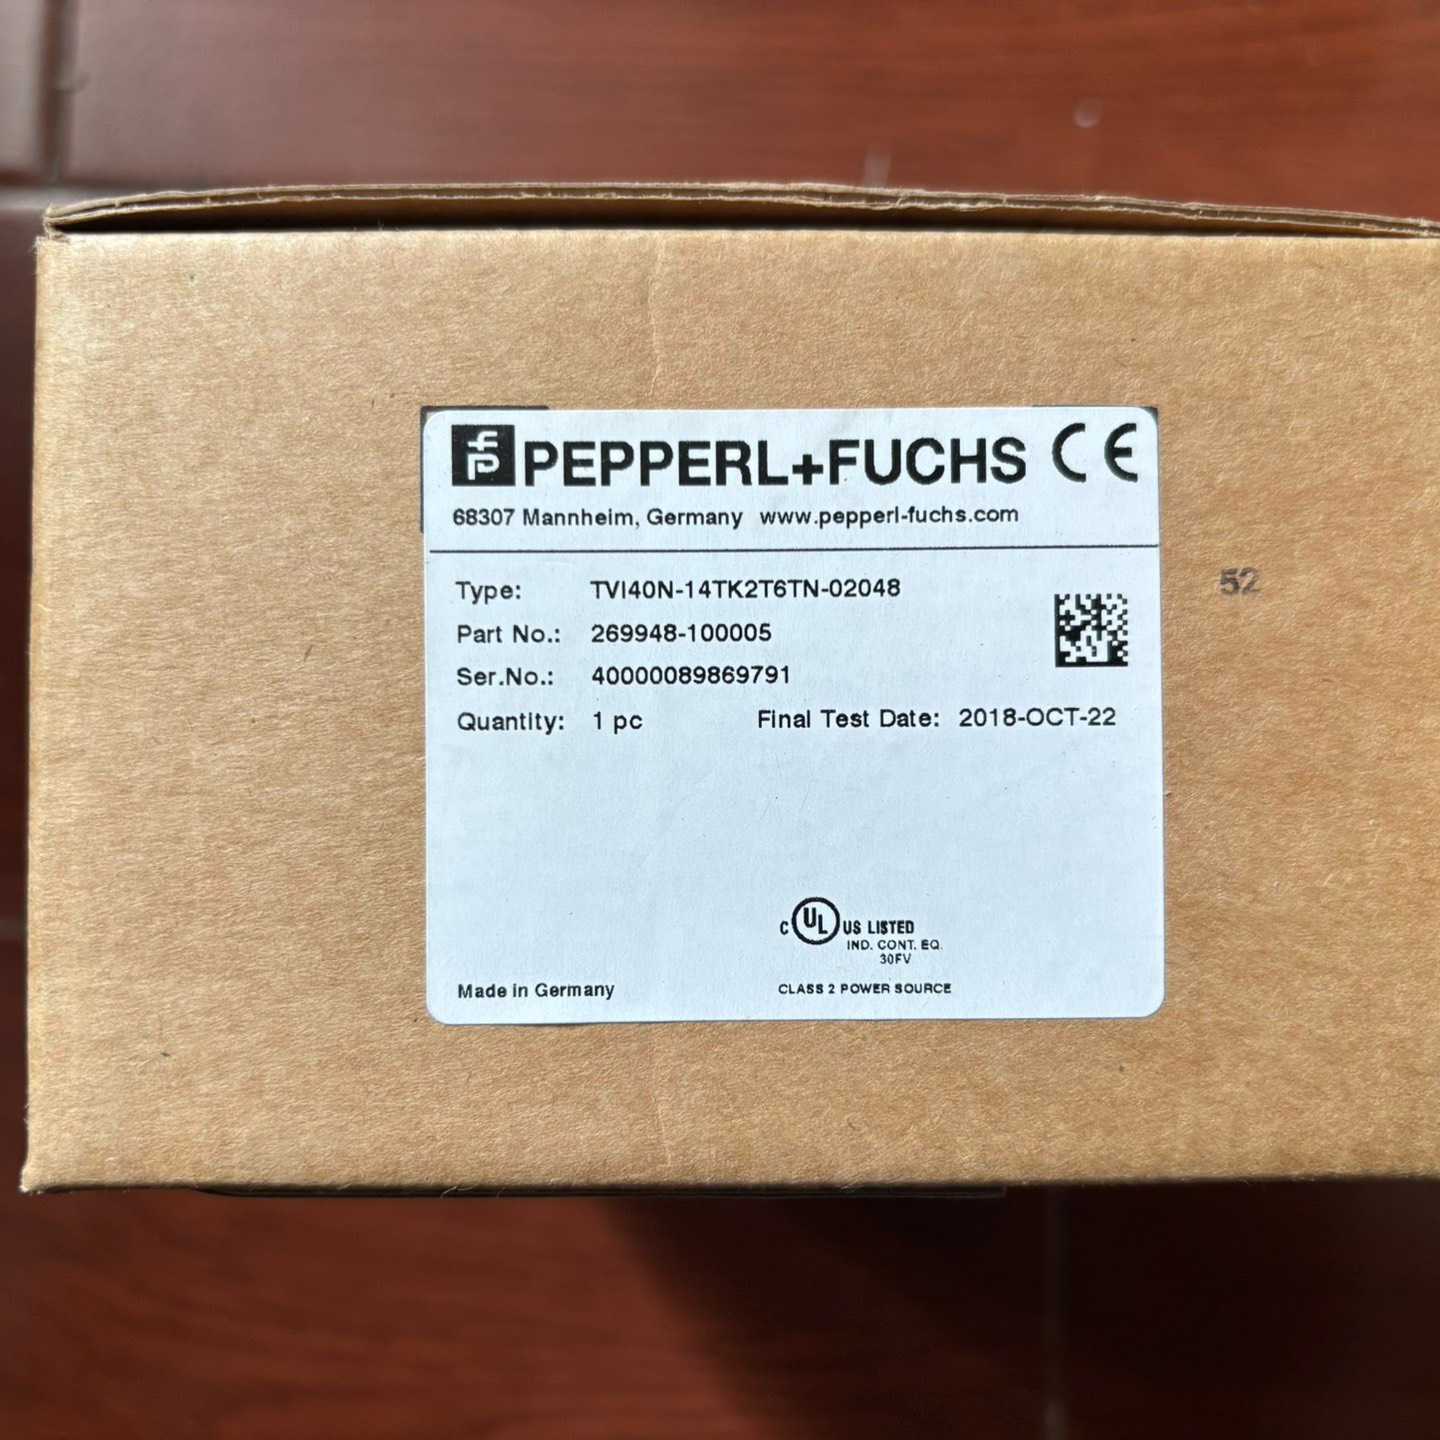 PEPPERL+FUCHS CE
68307 Mannheim, Germany www.pepperl-fuchs.com
Type: TVI40N-14TK2T6TN-02048
Part No.: 269948-100005
Ser.No.: 40000089869791
Quantity: 1 pc Final Test Date: 2018-OCT-22
52
c UL US LISTED
IND. CONT. EQ.
30FV
Made in Germany CLASS 2 POWER SOURCE